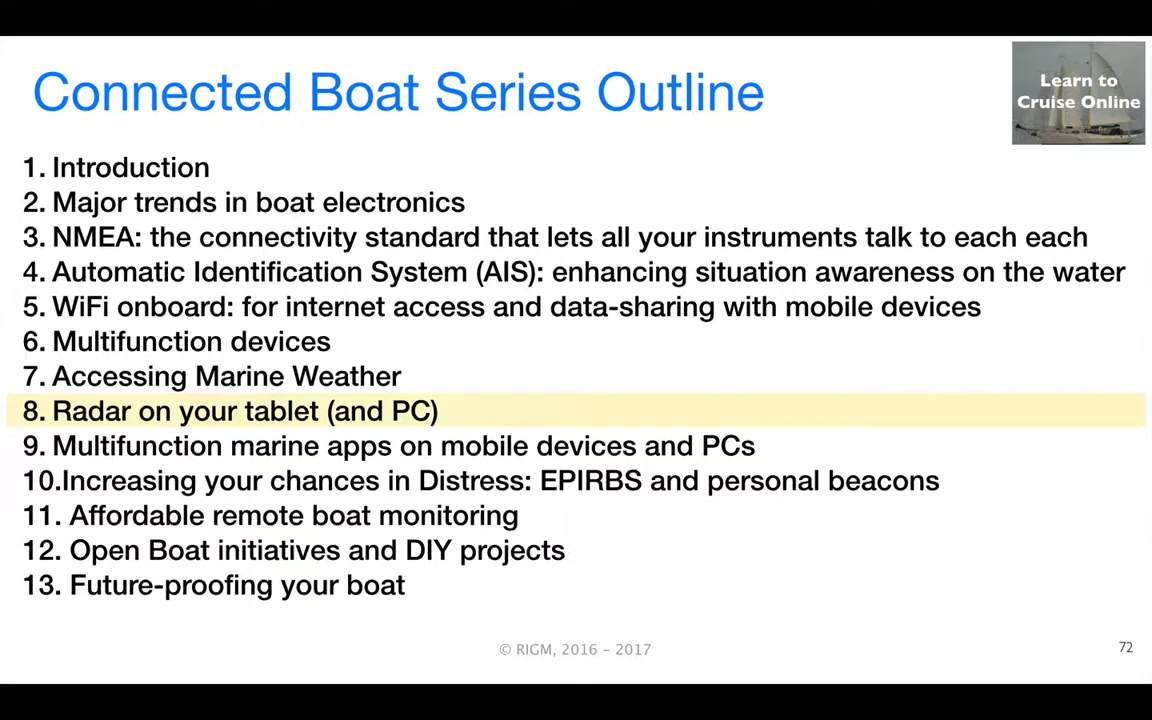 Connected Boat Series Outline
Learn to
Cruise Online
1. Introduction
2. Major trends in boat electronics
3. NMEA: the connectivity standard that lets all your instruments talk to each each
4. Automatic Identification System (AIS): enhancing situation awareness on the water
5. WiFi onboard: for internet access and data-sharing with mobile devices
6. Multifunction devices
7. Accessing Marine Weather
8. Radar on your tablet (and PC)
9. Multifunction marine apps on mobile devices and PCs
10.Increasing your chances in Distress: EPIRBS and personal beacons
11. Affordable remote boat monitoring
12. Open Boat initiatives and DIY projects
13. Future-proofing your boat
© RIGM, 2016 – 2017
72